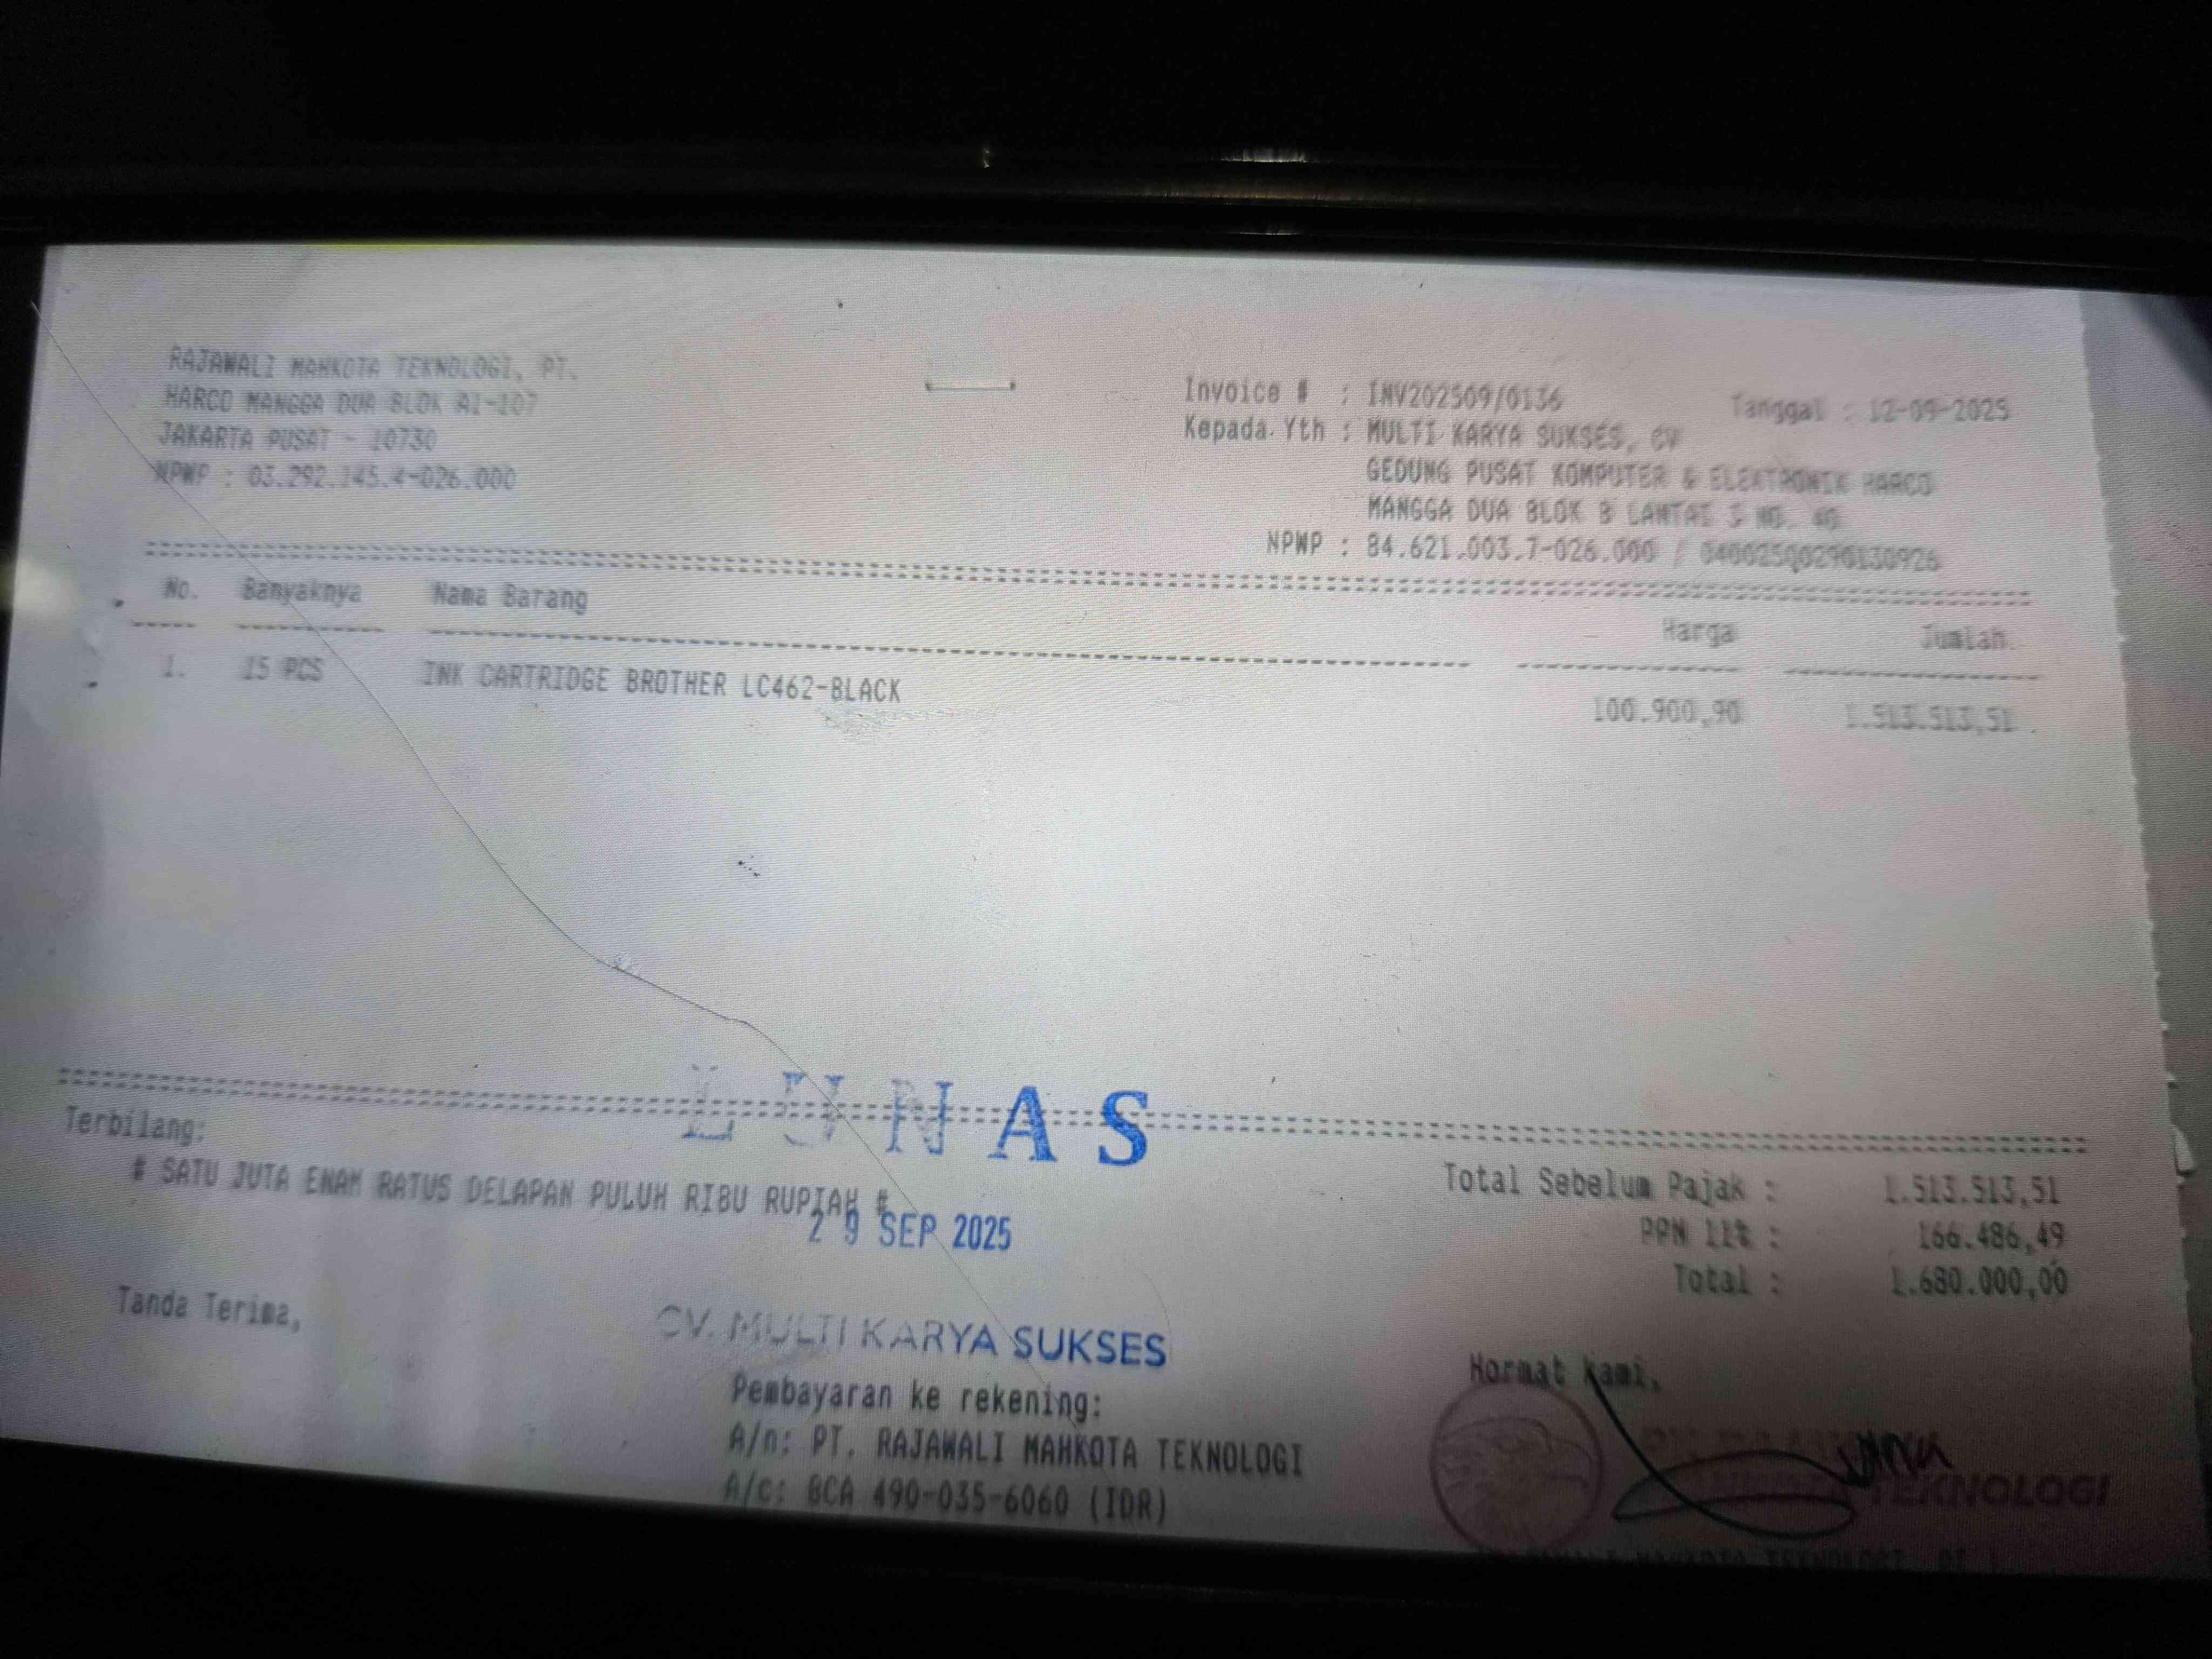 RAJAWALI MAHKOTA TEKNOLOGI, PT.
HARCO MANGGA DUA BLOK A1-107
JAKARTA PUSAT - 10730
NPWP : 03.292.145.4-026.000
Invoice # : INV202509/0136
Tanggal : 12-09-2025
Kepada Yth : MULTI KARYA SUKSES, CV
GEDUNG PUSAT KOMPUTER & ELEKTRONIK HARCO
MANGGA DUA BLOK B LANTAI 3 NO. 40
NPWP : 84.621.003.7-026.000 /
No. Banyaknya Nama Barang Harga Jumlah
1. 15 PCS INK CARTRIDGE BROTHER LC462-BLACK 100.900,90 1.513.513,51
LUNAS
Terbilang:
# SATU JUTA ENAM RATUS DELAPAN PULUH RIBU RUPIAH #
29 SEP 2025
Total Sebelum Pajak : 1.513.513,51
PPN 11% : 166.486,49
Total : 1.680.000,00
Tanda Terima,
CV. MULTI KARYA SUKSES
Pembayaran ke rekening:
A/n: PT. RAJAWALI MAHKOTA TEKNOLOGI
A/c: BCA 490-035-6060 (IDR)
Hormat Kami,
TEKNOLOGI
MAHKOTA TEKNOLOGI, PT